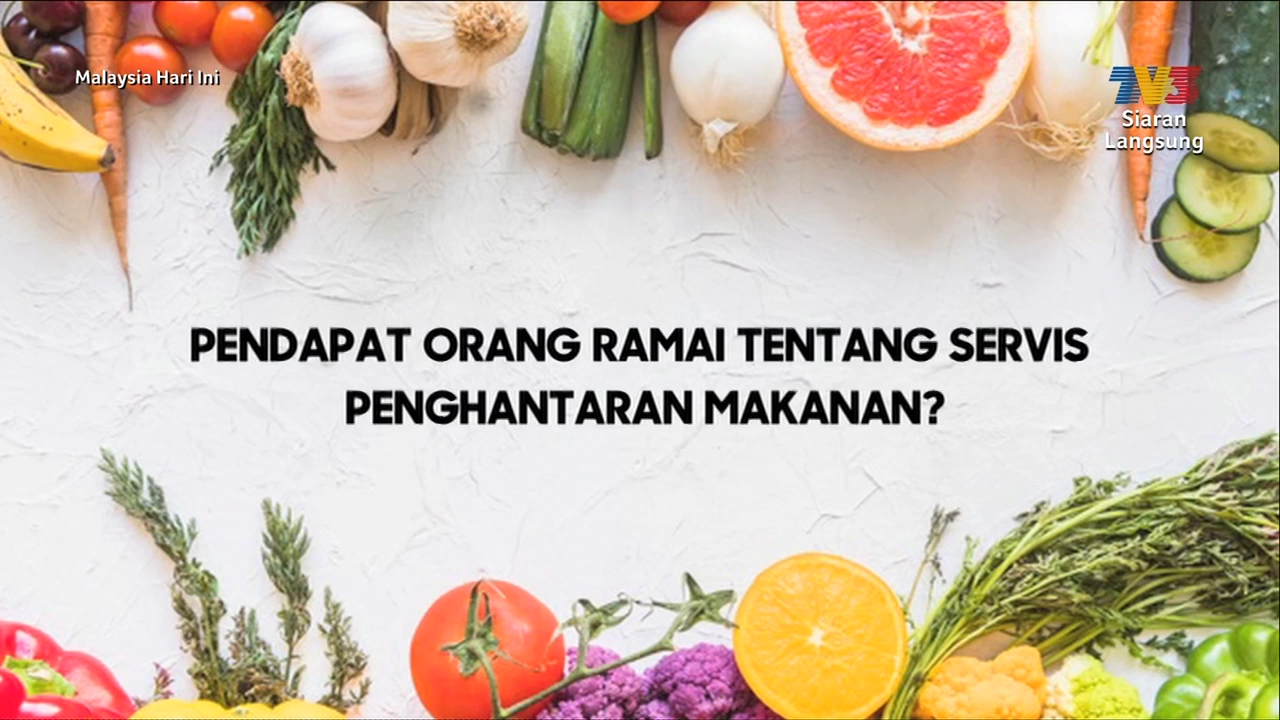 Malaysia Hari Ini
TV3
Siaran
Langsung
PENDAPAT ORANG RAMAI TENTANG SERVIS
PENGHANTARAN MAKANAN?